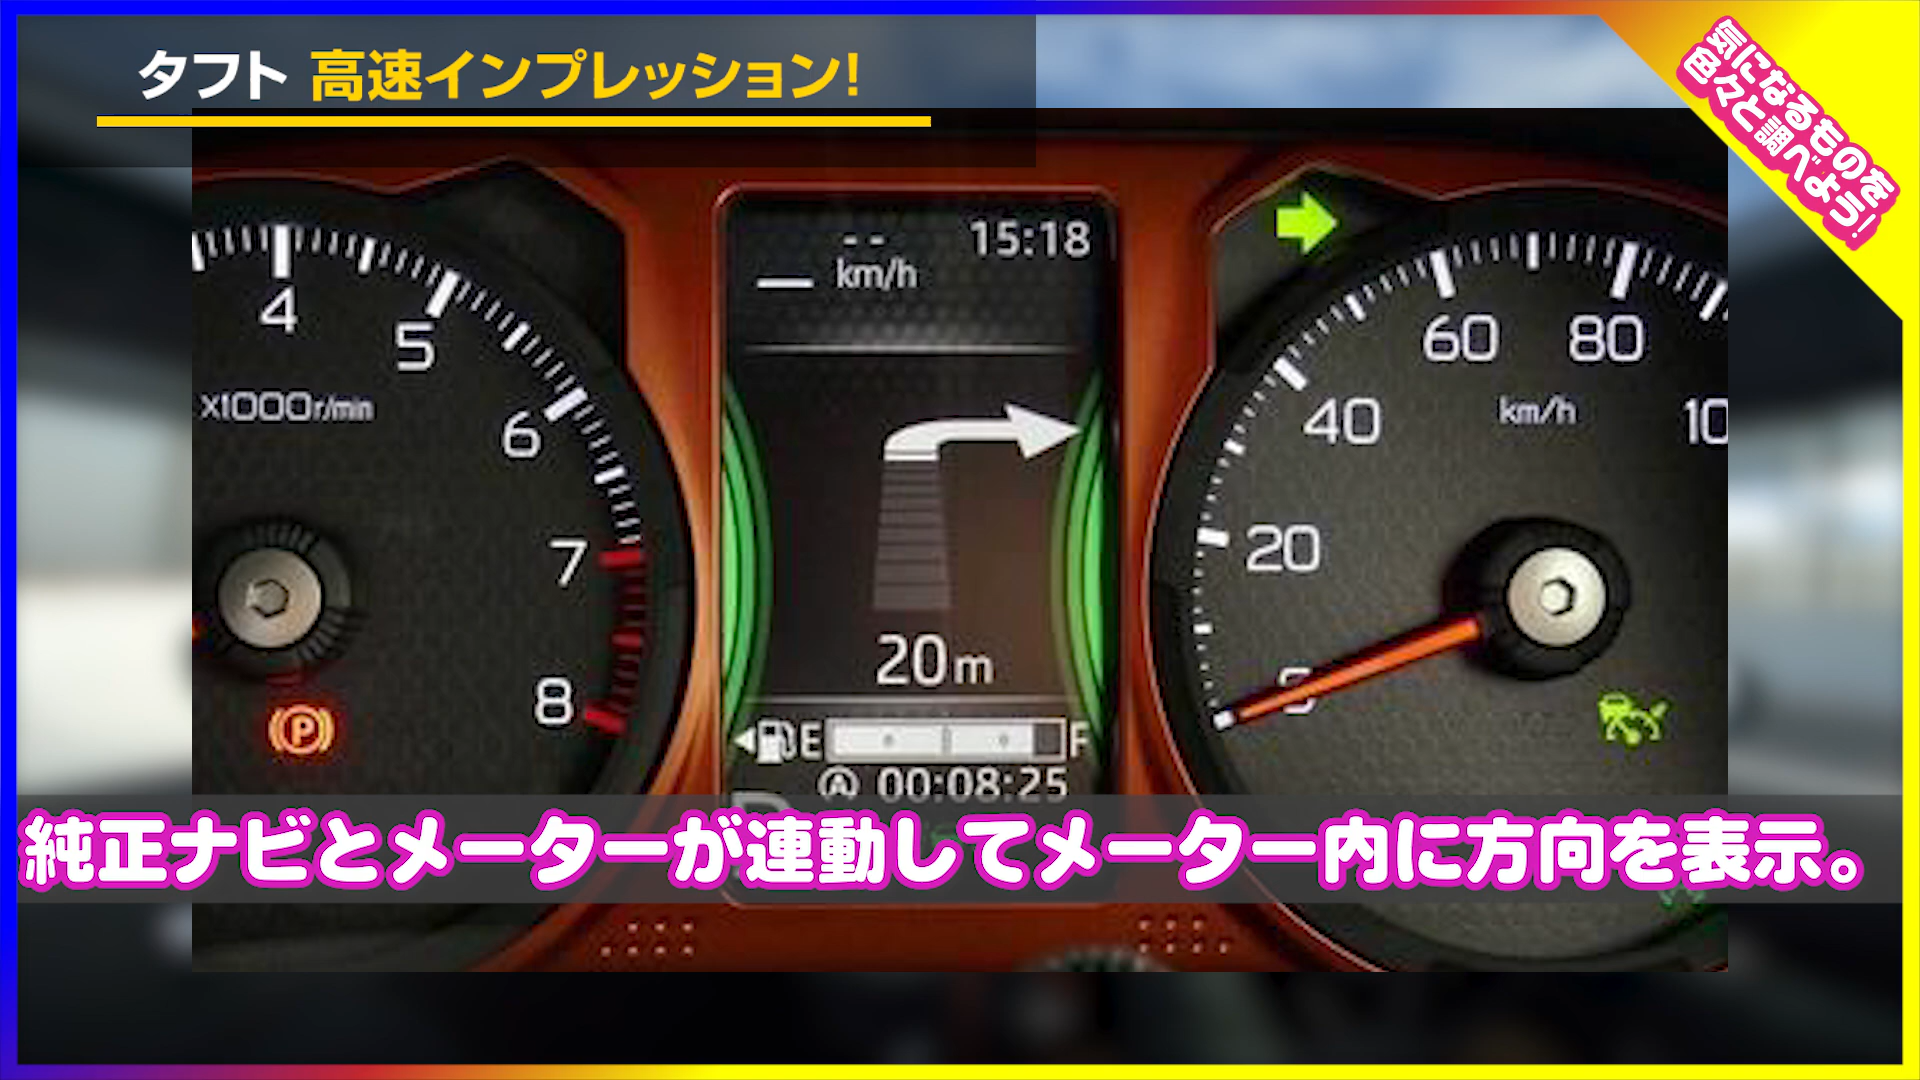 タフト 高速インプレッション!
気になるものを
色々と調べよう!
-- 15:18
km/h
4
5
6
7
8
x1000r/min
20m
E F
A 00:08:25
P
20
40
60
80
km/h
純正ナビとメーターが連動してメーター内に方向を表示。